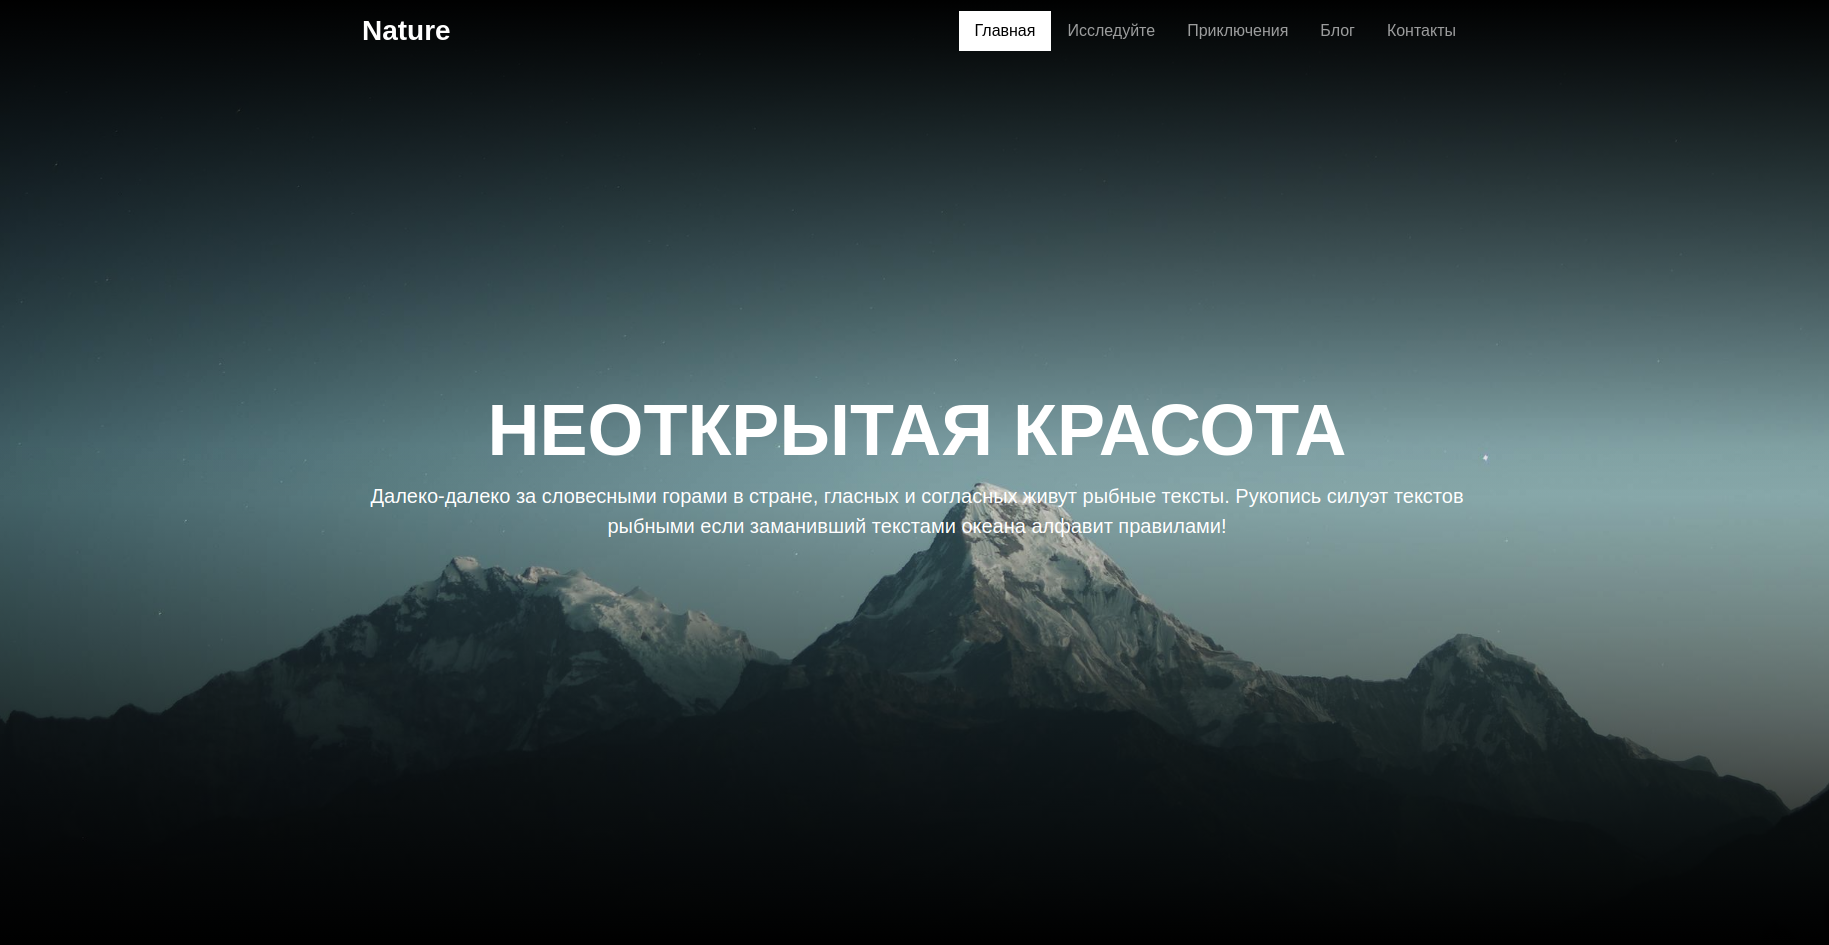 Nature
Главная Исследуйте Приключения Блог Контакты
НЕОТКРЫТАЯ КРАСОТА
Далеко-далеко за словесными горами в стране, гласных и согласных живут рыбные тексты. Рукопись силуэт текстов
рыбными если заманивший текстами океана алфавит правилами!